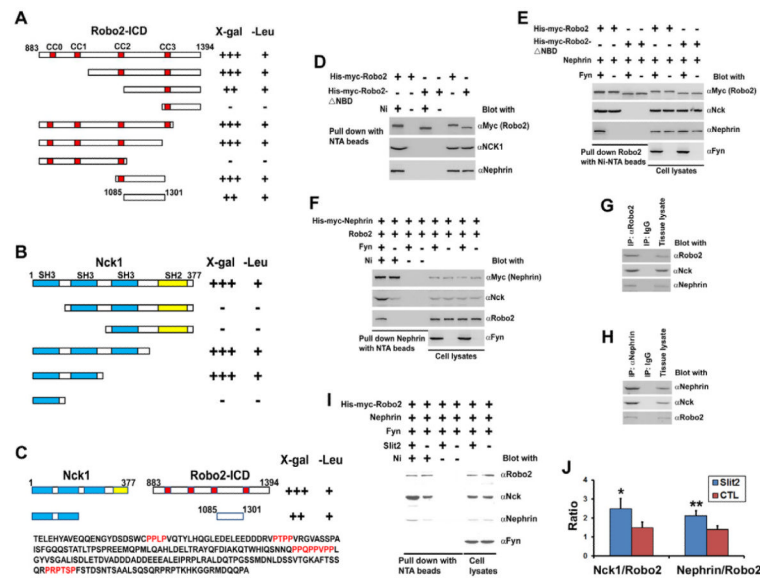 A
Robo2-ICD
X-gal -Leu
883 CC0 CC1 CC2 CC3 1394
+++ +
+++ +
++ +
- -
+++ +
+++ +
- -
+++ +
1085 1301
++ +
B
Nck1
X-gal -Leu
1 SH3 SH3 SH3 SH2 377
+++ +
- -
- -
+++ +
+++ +
- -
C
Nck1
Robo2-ICD
X-gal -Leu
1 377 883 1394
+++ +
1085 1301
++ +
TELEHYAVEQQENGYDSDSWCPPLPVQTYLHQGLEDELEEDDDRVPTPPVRGVASSPA
ISFGQQSTATLTPSPREEMQPMLQAHLDELTRAYQFDIAKQTWHIQSNNQPPQPPVPPL
GYVSGALISDLETDVADDDADDEEEALEIPRPLRALDQTPGSSMDNLDSSVTGKAFTSS
QRPRPTSPFSTDSNTSAALSQSQRPRPTKKHKGGRMDQQPA
D
His-myc-Robo2 + + - - + -
His-myc-Robo2-
△NBD
- - + + - +
Ni + - + - Blot with
Pull down with
NTA beads
αMyc (Robo2)
αNCK1
αNephrin
E
His-myc-Robo2
His-myc-Robo2-
△NBD
Nephrin
Fyn
Blot with
αMyc (Robo2)
αNck
αNephrin
αFyn
Pull down Robo2
with Ni-NTA beads
Cell lysates
F
His-myc-Nephrin + + + + + + + +
Robo2 + + + + + + + +
Fyn + - + - + - + -
Ni + + - - Blot with
αMyc (Nephrin)
αNck
αRobo2
αFyn
Pull down Nephrin
with NTA beads
Cell lysates
G
IP: αRobo2
IP: IgG
Tissue lysate
Blot with
αRobo2
αNck
αNephrin
H
IP: αNephrin
IP: IgG
Tissue lysate
Blot with
αNephrin
αNck
αRobo2
I
His-myc-Robo2 + + + + + +
Nephrin + + + + + +
Fyn + + + + + +
Slit2 + - + - + -
Ni + + - - Blot with
αRobo2
αNck
αNephrin
αFyn
Pull down with
NTA beads
Cell
lysates
J
Ratio
4
3
2
1
0
*
**
Slit2
CTL
Nck1/Robo2 Nephrin/Robo2